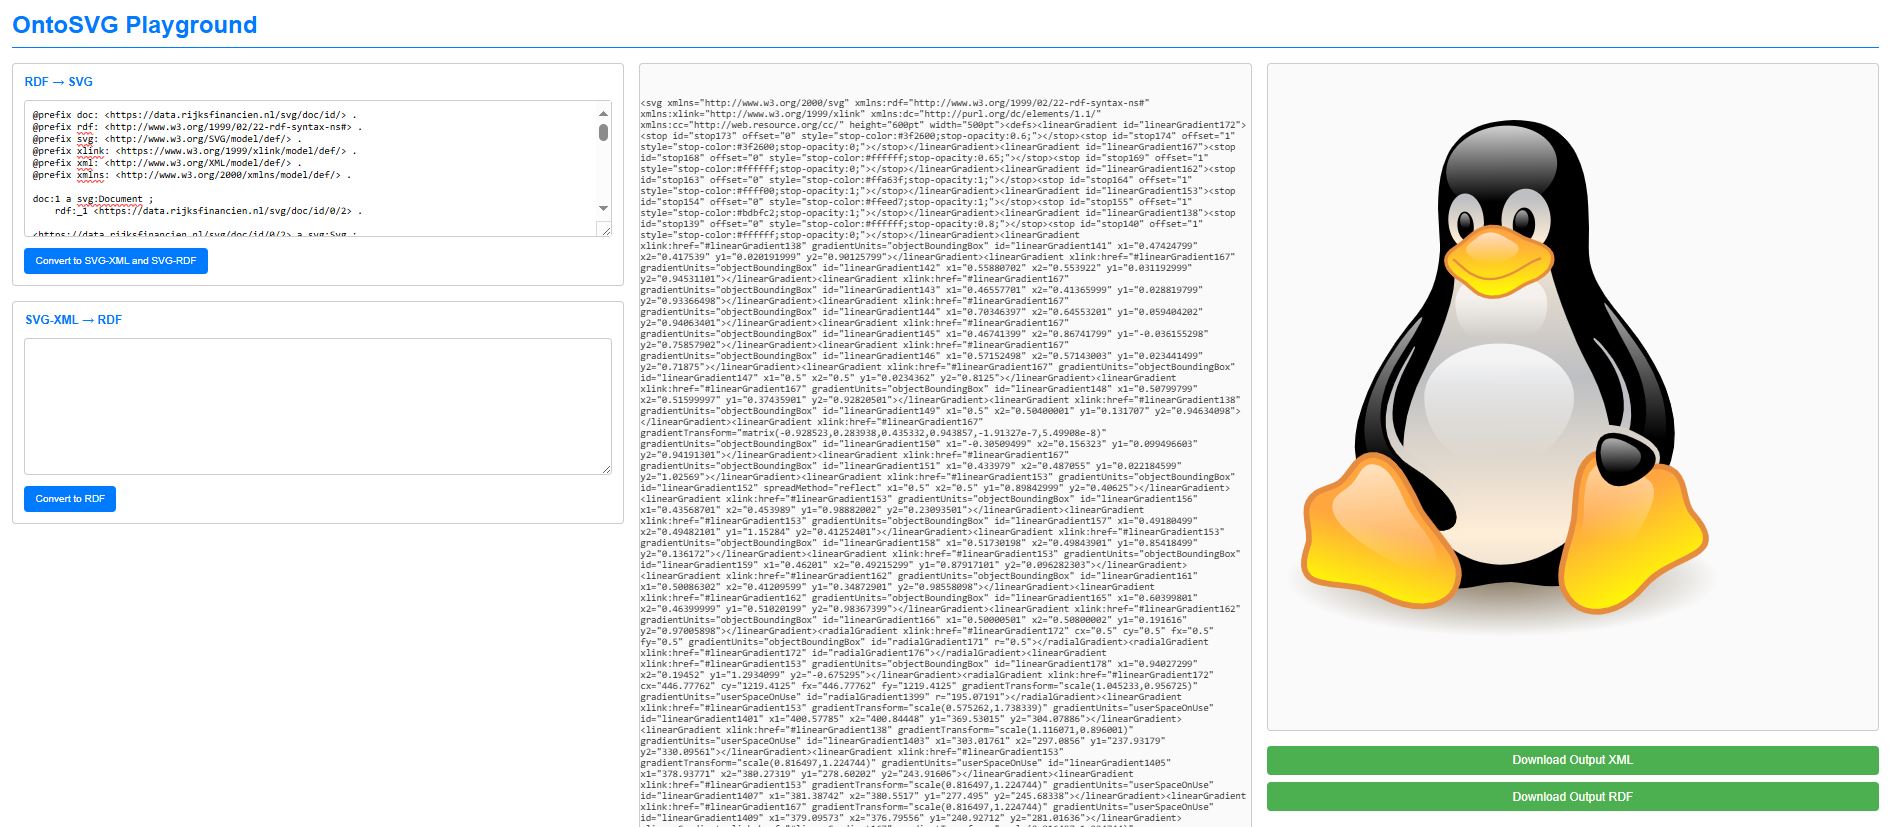 OntoSVG Playground
RDF → SVG
@prefix doc: <https://data.rijksfinancien.nl/svg/doc/id/> .
@prefix rdf: <http://www.w3.org/1999/02/22-rdf-syntax-ns#> .
@prefix svg: <http://www.w3.org/SVG/model/def/> .
@prefix xlink: <https://www.w3.org/1999/xlink/model/def/> .
@prefix xml: <http://www.w3.org/XML/model/def/> .
@prefix xmlns: <http://www.w3.org/2000/xmlns/model/def/> .
doc:1 a svg:Document ;
rdf:_1 <https://data.rijksfinancien.nl/svg/doc/id/0/2> .
<https://data.rijksfinancien.nl/svg/doc/id/0/2> a svg:Svg ;
Convert to SVG-XML and SVG-RDF
SVG-XML → RDF
Convert to RDF
<svg xmlns="http://www.w3.org/2000/svg" xmlns:rdf="http://www.w3.org/1999/02/22-rdf-syntax-ns#"
xmlns:xlink="http://www.w3.org/1999/xlink" xmlns:dc="http://purl.org/dc/elements/1.1/"
xmlns:cc="http://web.resource.org/cc/" height="600pt" width="500pt"><defs><linearGradient id="linearGradient172">
<stop id="stop173" offset="0" style="stop-color:#3f2600;stop-opacity:0.6;"></stop><stop id="stop174" offset="1"
style="stop-color:#3f2600;stop-opacity:0;"></stop></linearGradient><linearGradient id="linearGradient167"><stop
id="stop168" offset="0" style="stop-color:#ffffff;stop-opacity:0.65;"></stop><stop id="stop169" offset="1"
style="stop-color:#ffffff;stop-opacity:0;"></stop></linearGradient><linearGradient id="linearGradient162"><stop
id="stop163" offset="0" style="stop-color:#ffa63f;stop-opacity:1;"></stop><stop id="stop164" offset="1"
style="stop-color:#ffff00;stop-opacity:1;"></stop></linearGradient><linearGradient id="linearGradient153"><stop
id="stop154" offset="0" style="stop-color:#ffeed7;stop-opacity:1;"></stop><stop id="stop155" offset="1"
style="stop-color:#bdbfc2;stop-opacity:1;"></stop></linearGradient><linearGradient id="linearGradient138"><stop
id="stop139" offset="0" style="stop-color:#ffffff;stop-opacity:0.8;"></stop><stop id="stop140" offset="1"
style="stop-color:#ffffff;stop-opacity:0;"></stop></linearGradient><linearGradient
xlink:href="#linearGradient138" gradientUnits="objectBoundingBox" id="linearGradient141" x1="0.47424799"
x2="0.417539" y1="0.020191999" y2="0.90125799"></linearGradient><linearGradient xlink:href="#linearGradient167"
gradientUnits="objectBoundingBox" id="linearGradient142" x1="0.55880702" x2="0.553922" y1="0.031192999"
y2="0.94531101"></linearGradient><linearGradient xlink:href="#linearGradient167"
gradientUnits="objectBoundingBox" id="linearGradient143" x1="0.46557701" x2="0.41365999" y1="0.028819799"
y2="0.93366498"></linearGradient><linearGradient xlink:href="#linearGradient167"
gradientUnits="objectBoundingBox" id="linearGradient144" x1="0.70346397" x2="0.64553201" y1="0.059404202"
y2="0.94063401"></linearGradient><linearGradient xlink:href="#linearGradient167"
gradientUnits="objectBoundingBox" id="linearGradient145" x1="0.46741399" x2="0.86741799" y1="-0.036155298"
y2="0.75857902"></linearGradient><linearGradient xlink:href="#linearGradient167"
gradientUnits="objectBoundingBox" id="linearGradient146" x1="0.57152498" x2="0.57143003" y1="0.023441499"
y2="0.71875"></linearGradient><linearGradient xlink:href="#linearGradient167" gradientUnits="objectBoundingBox"
id="linearGradient147" x1="0.5" x2="0.5" y1="0.0234362" y2="0.8125"></linearGradient><linearGradient
xlink:href="#linearGradient167" gradientUnits="objectBoundingBox" id="linearGradient148" x1="0.50799799"
x2="0.51599997" y1="0.37435901" y2="0.92820501"></linearGradient><linearGradient xlink:href="#linearGradient138"
gradientUnits="objectBoundingBox" id="linearGradient149" x1="0.5" x2="0.50400001" y1="0.131707" y2="0.94634098">
</linearGradient><linearGradient xlink:href="#linearGradient167"
gradientTransform="matrix(-0.928523,0.283938,0.435332,0.943857,-1.91327e-7,5.49908e-8)"
gradientUnits="objectBoundingBox" id="linearGradient150" x1="-0.30509499" x2="0.156323" y1="0.099496603"
y2="0.94191301"></linearGradient><linearGradient xlink:href="#linearGradient167"
gradientUnits="objectBoundingBox" id="linearGradient151" x1="0.433979" x2="0.487055" y1="0.022184599"
y2="1.02569"></linearGradient><linearGradient xlink:href="#linearGradient153" gradientUnits="objectBoundingBox"
id="linearGradient152" spreadMethod="reflect" x1="0.5" x2="0.5" y1="0.89842999" y2="0.40625"></linearGradient>
<linearGradient xlink:href="#linearGradient153" gradientUnits="objectBoundingBox" id="linearGradient156"
x1="0.43568701" x2="0.453989" y1="0.98882002" y2="0.23093501"></linearGradient><linearGradient
xlink:href="#linearGradient153" gradientUnits="objectBoundingBox" id="linearGradient157" x1="0.49180499"
x2="0.49482101" y1="1.15284" y2="0.41252401"></linearGradient><linearGradient xlink:href="#linearGradient153"
gradientUnits="objectBoundingBox" id="linearGradient158" x1="0.51730198" x2="0.49843901" y1="0.85418499"
y2="0.136172"></linearGradient><linearGradient xlink:href="#linearGradient153" gradientUnits="objectBoundingBox"
id="linearGradient159" x1="0.46201" x2="0.49215299" y1="0.87917101" y2="0.096282303"></linearGradient>
<linearGradient xlink:href="#linearGradient162" gradientUnits="objectBoundingBox" id="linearGradient161"
x1="0.50086302" x2="0.41209599" y1="0.34872901" y2="0.98558098"></linearGradient><linearGradient
xlink:href="#linearGradient162" gradientUnits="objectBoundingBox" id="linearGradient165" x1="0.60399801"
x2="0.46399999" y1="0.51020199" y2="0.98367399"></linearGradient><linearGradient xlink:href="#linearGradient162"
gradientUnits="objectBoundingBox" id="linearGradient166" x1="0.50000501" x2="0.50800002" y1="0.191616"
y2="0.97005898"></linearGradient><radialGradient xlink:href="#linearGradient172" cx="0.5" cy="0.5" fx="0.5"
fy="0.5" gradientUnits="objectBoundingBox" id="radialGradient171" r="0.5"></radialGradient><radialGradient
xlink:href="#linearGradient172" id="radialGradient176"></radialGradient><linearGradient
xlink:href="#linearGradient153" gradientUnits="objectBoundingBox" id="linearGradient178" x1="0.94027299"
x2="0.19452" y1="1.2934099" y2="-0.675295"></linearGradient><radialGradient xlink:href="#linearGradient172"
cx="446.77762" cy="1219.4125" fx="446.77762" fy="1219.4125" gradientTransform="scale(1.045233,0.956725)"
gradientUnits="userSpaceOnUse" id="radialGradient1399" r="195.07191"></radialGradient><linearGradient
xlink:href="#linearGradient153" gradientTransform="scale(0.575262,1.738339)" gradientUnits="userSpaceOnUse"
id="linearGradient1401" x1="400.57785" x2="400.84448" y1="369.53015" y2="304.07886"></linearGradient>
<linearGradient xlink:href="#linearGradient138" gradientTransform="scale(1.116071,0.896001)"
gradientUnits="userSpaceOnUse" id="linearGradient1403" x1="303.01761" x2="297.0856" y1="237.93179"
y2="330.09561"></linearGradient><linearGradient xlink:href="#linearGradient153"
gradientTransform="scale(0.816497,1.224744)" gradientUnits="userSpaceOnUse" id="linearGradient1405"
x1="378.93771" x2="380.27319" y1="278.60202" y2="243.91606"></linearGradient><linearGradient
xlink:href="#linearGradient153" gradientTransform="scale(0.816497,1.224744)" gradientUnits="userSpaceOnUse"
id="linearGradient1407" x1="381.38742" x2="380.5517" y1="277.495" y2="245.68338"></linearGradient><linearGradient
xlink:href="#linearGradient167" gradientTransform="scale(0.816497,1.224744)" gradientUnits="userSpaceOnUse"
id="linearGradient1409" x1="379.09573" x2="376.79556" y1="240.92712" y2="281.01636"></linearGradient>
Download Output XML
Download Output RDF